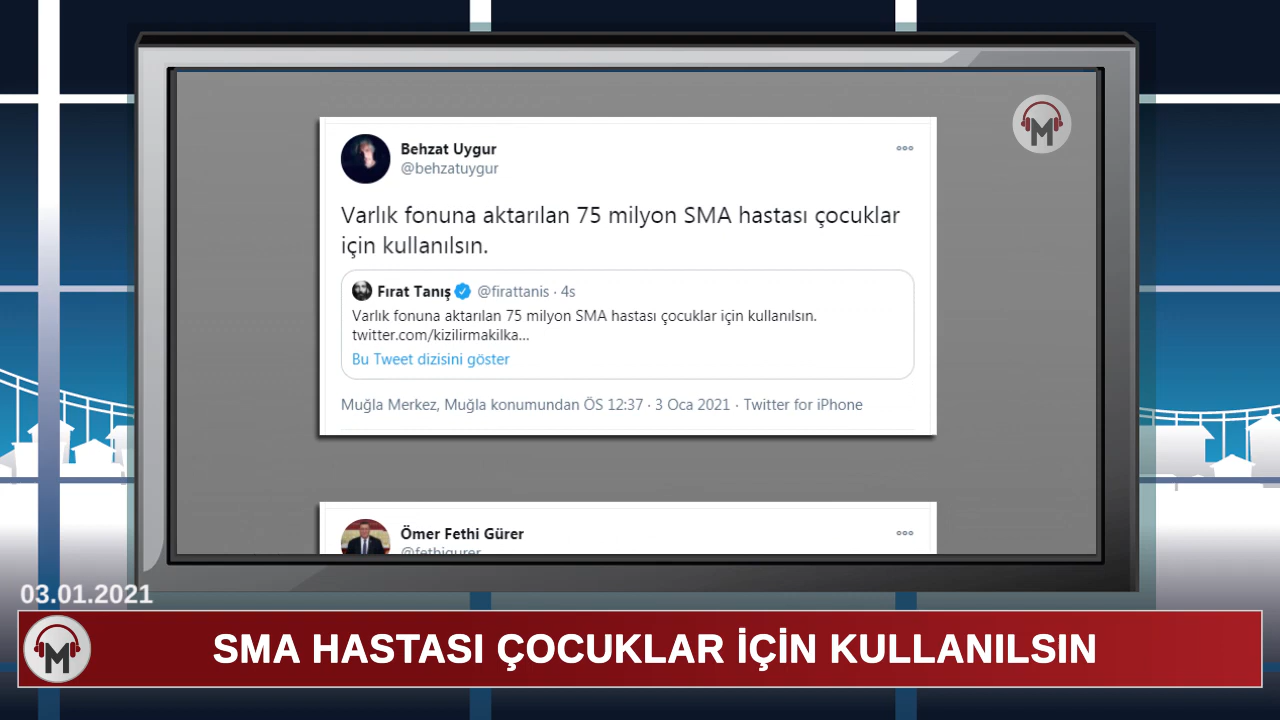 Behzat Uygur
@behzatuygur
Varlık fonuna aktarılan 75 milyon SMA hastası çocuklar
için kullanılsın.
Fırat Tanış @firattanis · 4s
Varlık fonuna aktarılan 75 milyon SMA hastası çocuklar için kullanılsın.
twitter.com/kizilirmakilka...
Bu Tweet dizisini göster
Muğla Merkez, Muğla konumundan ÖS 12:37 · 3 Oca 2021 · Twitter for iPhone
Ömer Fethi Gürer
@fethigurer
03.01.2021
M
M
SMA HASTASI ÇOCUKLAR İÇİN KULLANILSIN